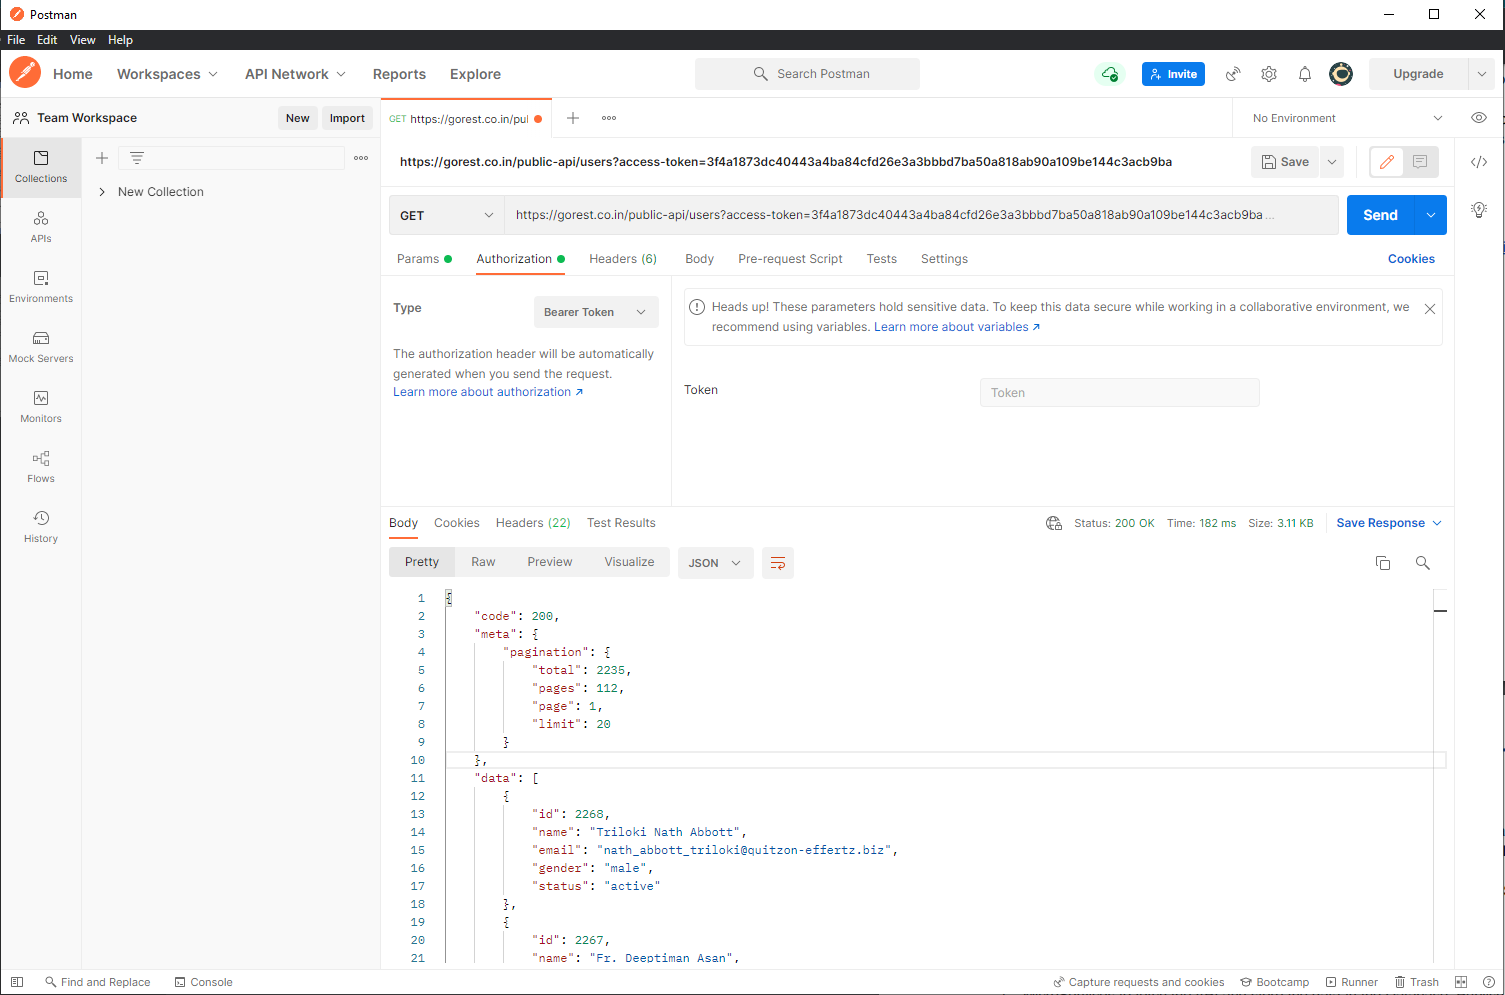 Postman
File Edit View Help
Home Workspaces API Network Reports Explore Search Postman Invite Upgrade
Team Workspace New Import GET https://gorest.co.in/pul No Environment
https://gorest.co.in/public-api/users?access-token=3f4a1873dc40443a4ba84cfd26e3a3bbbd7ba50a818ab90a109be144c3acb9ba Save
Collections
New Collection
GET https://gorest.co.in/public-api/users?access-token=3f4a1873dc40443a4ba84cfd26e3a3bbbd7ba50a818ab90a109be144c3acb9ba... Send
APIs
Environments
Mock Servers
Monitors
Flows
History
Params Authorization Headers (6) Body Pre-request Script Tests Settings Cookies
Type Bearer Token
The authorization header will be automatically
generated when you send the request.
Learn more about authorization ↗
Heads up! These parameters hold sensitive data. To keep this data secure while working in a collaborative environment, we
recommend using variables. Learn more about variables ↗
Token Token
Body Cookies Headers (22) Test Results Status: 200 OK Time: 182 ms Size: 3.11 KB Save Response
Pretty Raw Preview Visualize JSON
1 {
2 "code": 200,
3 "meta": {
4 "pagination": {
5 "total": 2235,
6 "pages": 112,
7 "page": 1,
8 "limit": 20
9 }
10 },
11 "data": [
12 {
13 "id": 2268,
14 "name": "Triloki Nath Abbott",
15 "email": "nath_abbott_triloki@quitzon-effertz.biz",
16 "gender": "male",
17 "status": "active"
18 },
19 {
20 "id": 2267,
21 "name": "Fr. Deeptiman Asan",
Find and Replace Console Capture requests and cookies Bootcamp Runner Trash